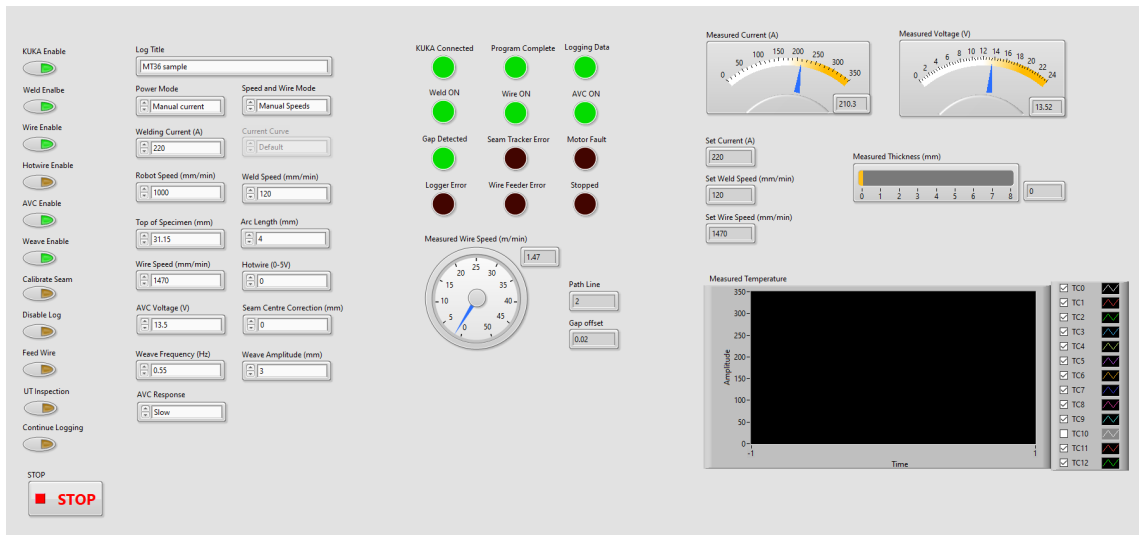 KUKA Enable
Weld Enalbe
Wire Enable
Hotwire Enable
AVC Enable
Weave Enable
Calibrate Seam
Disable Log
Feed Wire
UT Inspection
Continue Logging
STOP
STOP
Log Title
MT36 sample
Power Mode
Manual current
Speed and Wire Mode
Manual Speeds
Welding Current (A)
220
Current Curve
Default
Robot Speed (mm/min)
1000
Weld Speed (mm/min)
120
Top of Specimen (mm)
31.15
Arc Length (mm)
4
Wire Speed (mm/min)
1470
Hotwire (0-5V)
0
AVC Voltage (V)
13.5
Seam Centre Correction (mm)
0
Weave Frequency (Hz)
0.55
Weave Amplitude (mm)
3
AVC Response
Slow
KUKA Connected
Program Complete
Logging Data
Weld ON
Wire ON
AVC ON
Gap Detected
Seam Tracker Error
Motor Fault
Logger Error
Wire Feeder Error
Stopped
Measured Wire Speed (m/min)
1.47
0 5 10 15 20 25 30 35 40 45 50
Path Line
2
Gap offset
0.02
Measured Current (A)
0 50 100 150 200 250 300 350
210.3
Measured Voltage (V)
0 2 4 6 8 10 12 14 16 18 20 22 24
13.52
Set Current (A)
220
Set Weld Speed (mm/min)
120
Set Wire Speed (mm/min)
1470
Measured Thickness (mm)
0 1 2 3 4 5 6 7 8
0
Measured Temperature
Amplitude
350
300
250
200
150
100
50
0
-1
1
Time
TC0
TC1
TC2
TC3
TC4
TC5
TC6
TC7
TC8
TC9
TC10
TC11
TC12